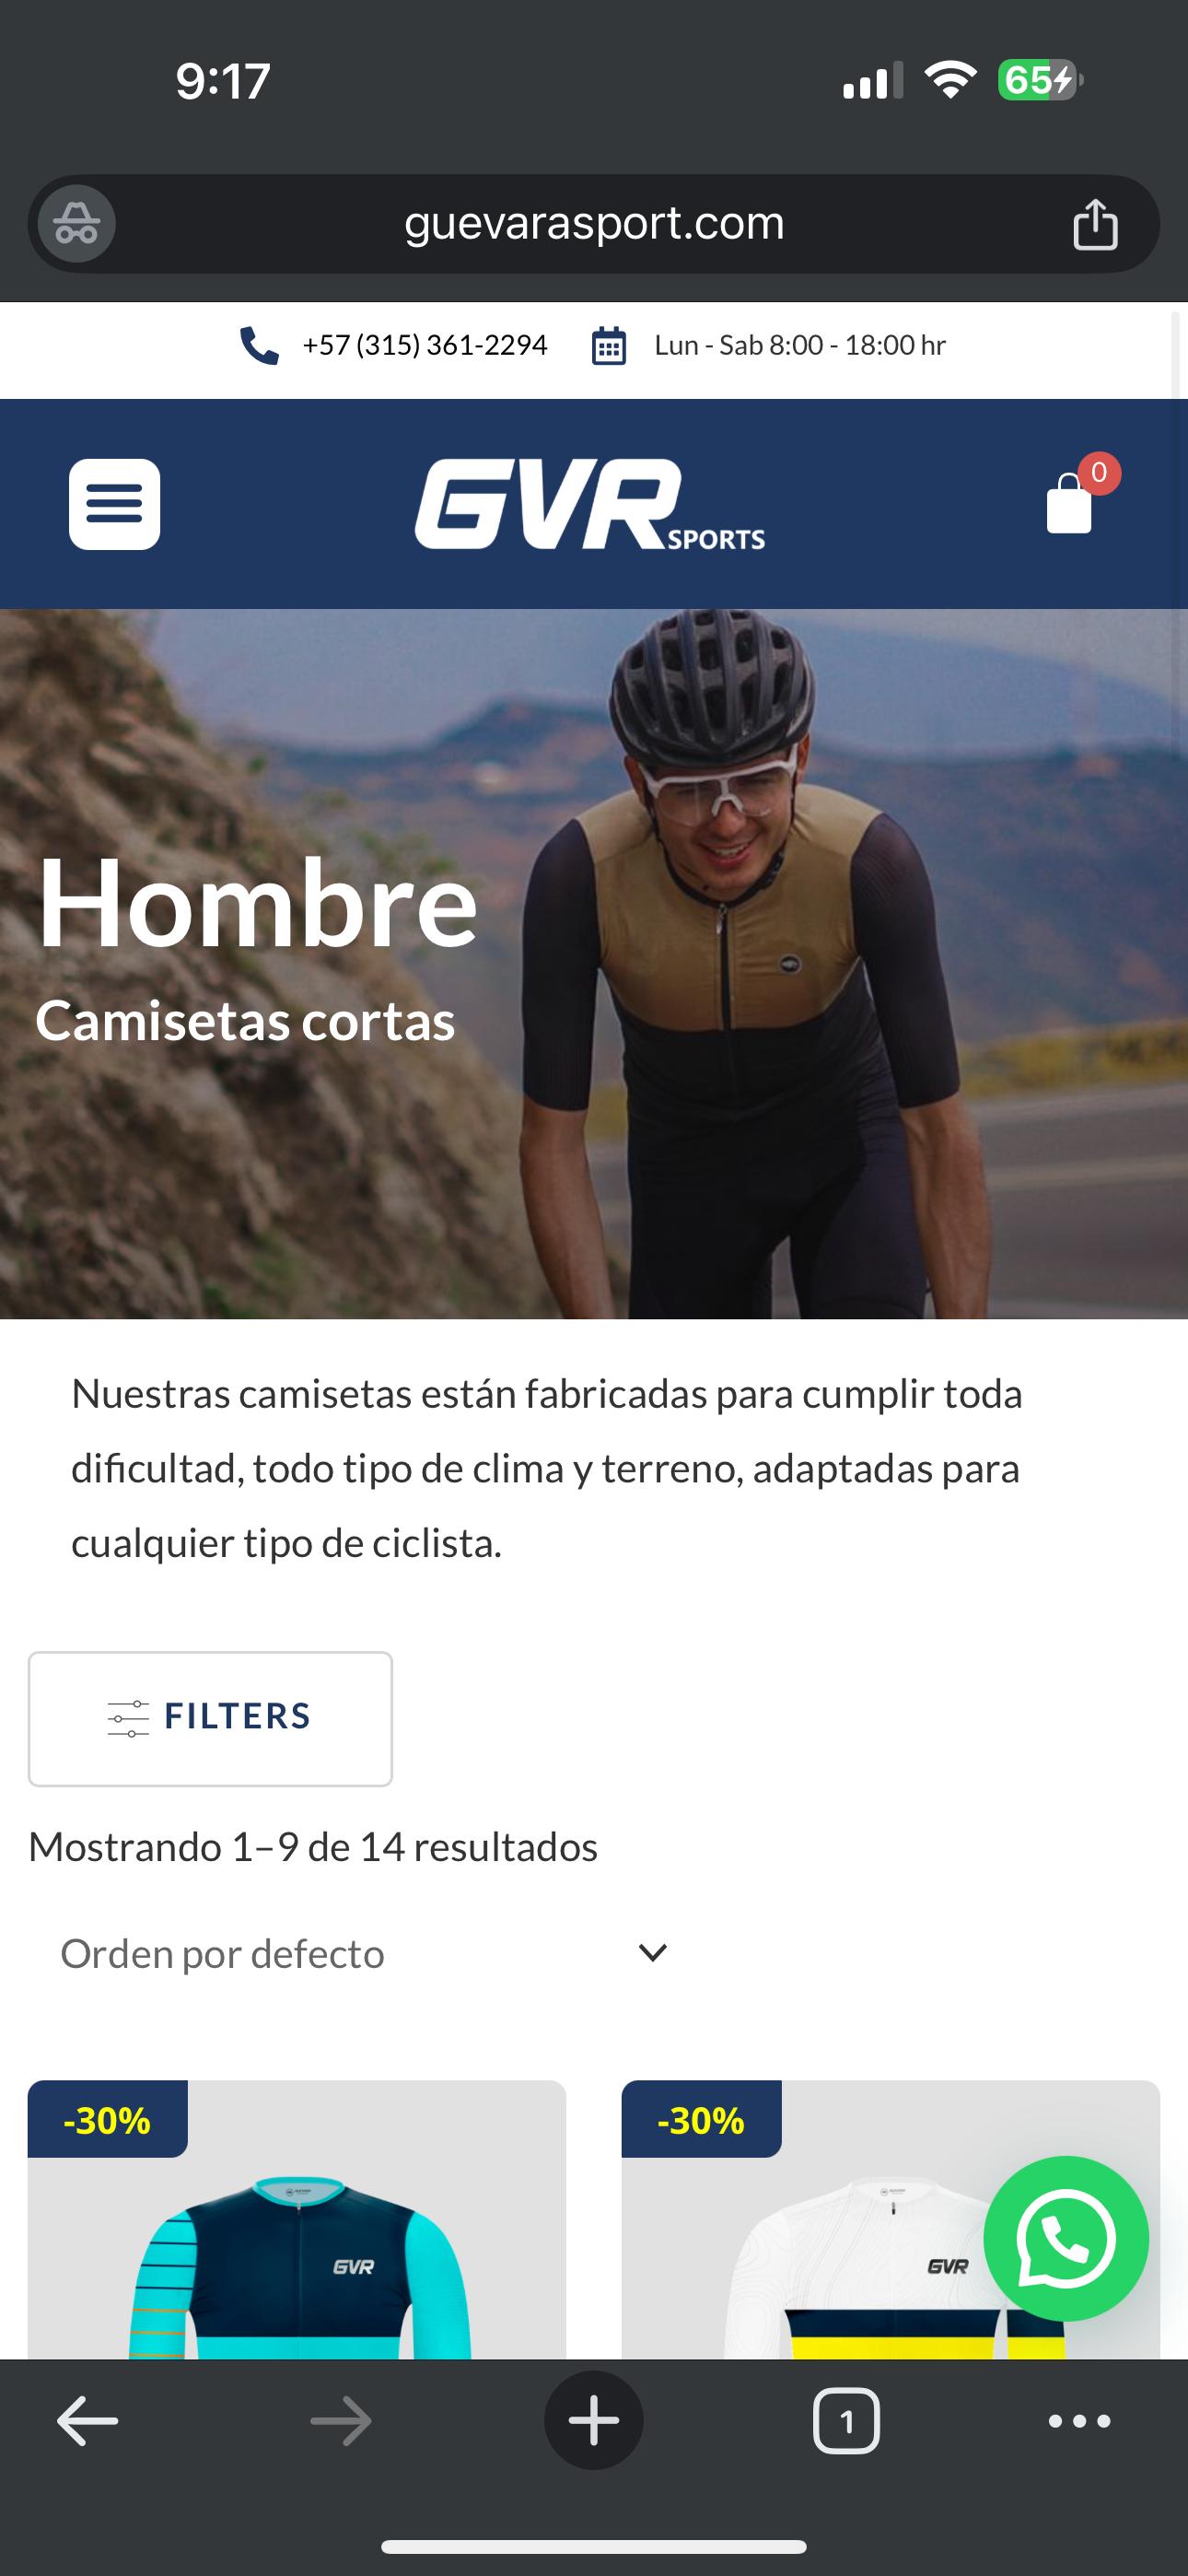 9:17
65
guevarasport.com
+57 (315) 361-2294
Lun - Sab 8:00 - 18:00 hr
GVR SPORTS
0
Hombre
Camisetas cortas
Nuestras camisetas están fabricadas para cumplir toda
dificultad, todo tipo de clima y terreno, adaptadas para
cualquier tipo de ciclista.
FILTERS
Mostrando 1–9 de 14 resultados
Orden por defecto
-30%
-30%
GVR
GVR
1